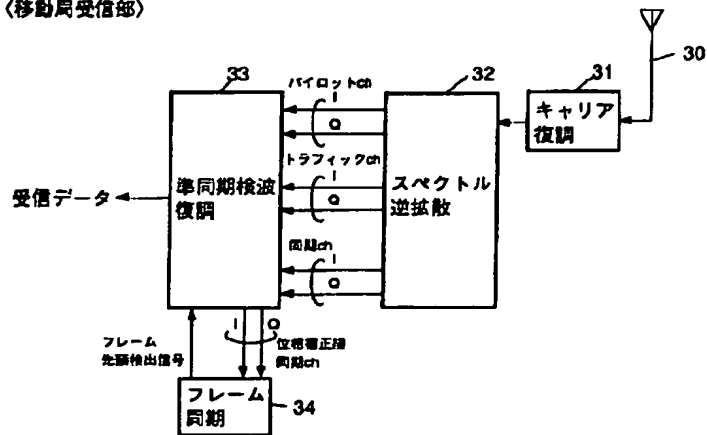 〈移動局受信部〉
30
31
キャリア
復調
32
スペクトル
逆拡散
33
準同期検波
復調
パイロットch
I
Q
トラフィックch
I
Q
同期ch
I
Q
受信データ
フレーム
先頭検出信号
I
Q
位相補正後
同期ch
フレーム
同期
34